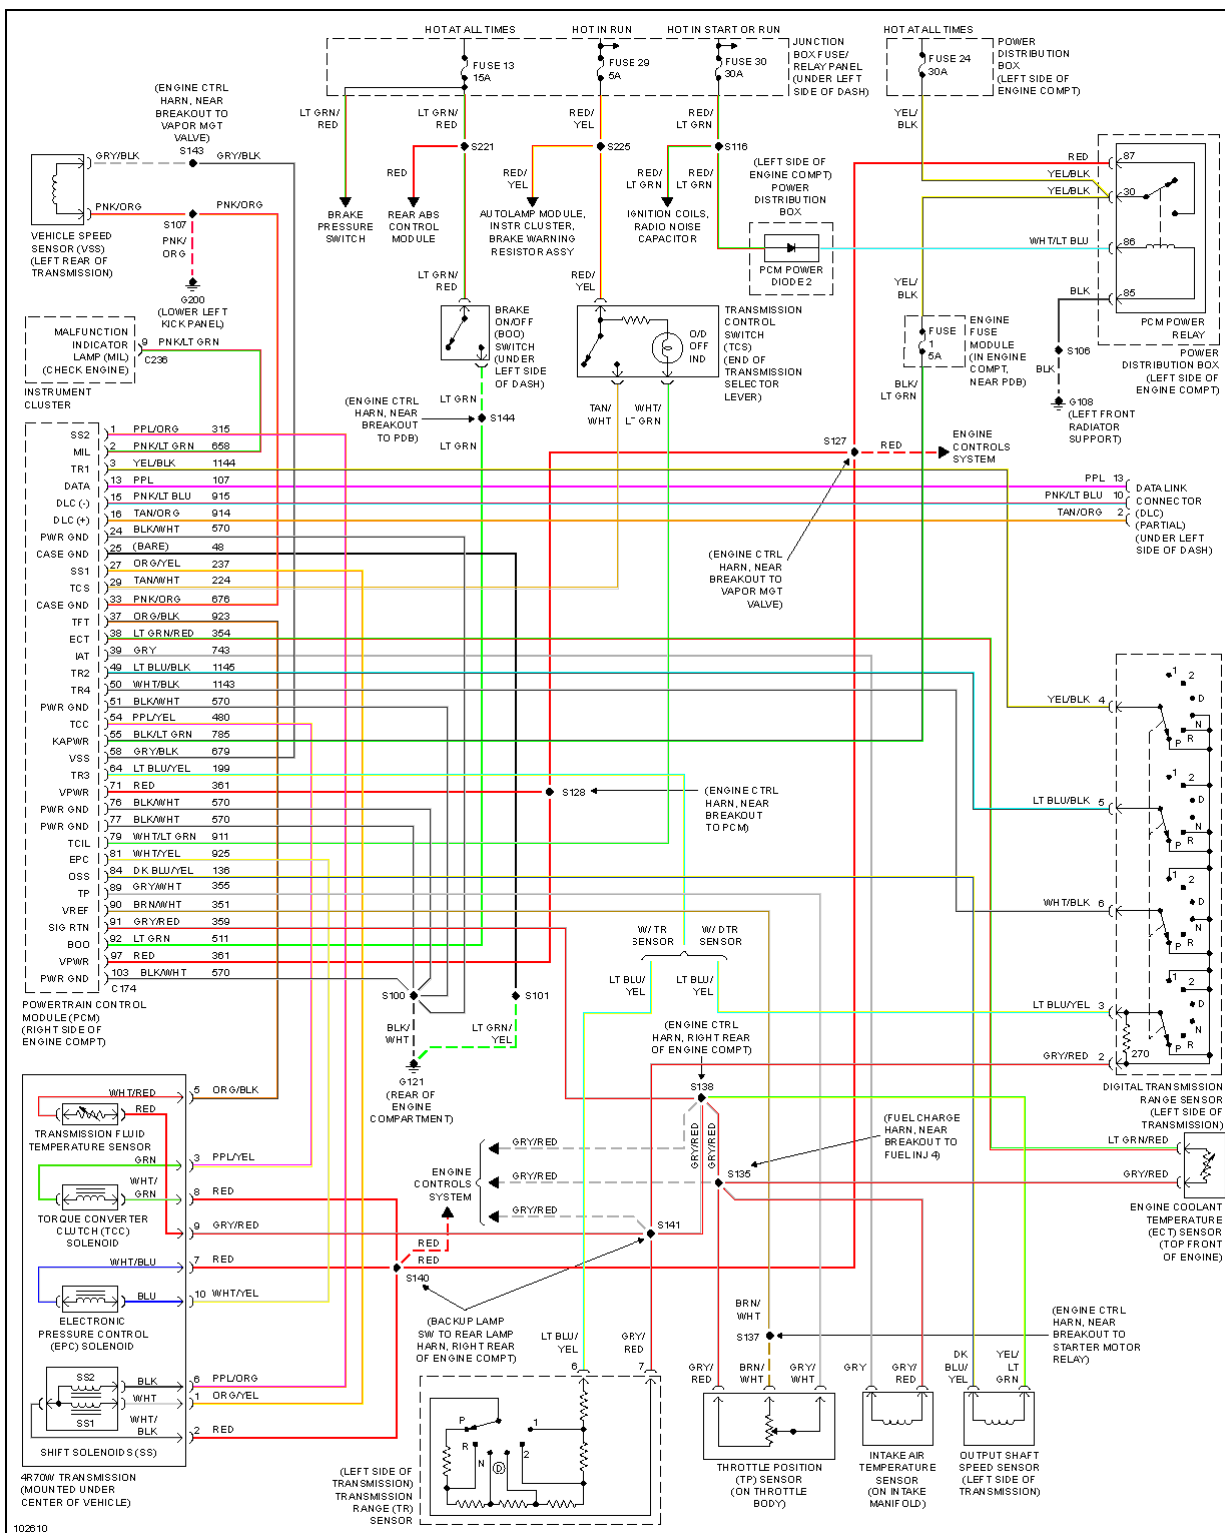 HOT AT ALL TIMES
HOT IN RUN
HOT IN START OR RUN
HOT AT ALL TIMES
FUSE 13
15A
FUSE 29
5A
FUSE 30
30A
JUNCTION
BOX FUSE/
RELAY PANEL
(UNDER LEFT
SIDE OF DASH)
FUSE 24
30A
POWER
DISTRIBUTION
BOX
(LEFT SIDE OF
ENGINE COMPT)
(ENGINE CTRL
HARN, NEAR
BREAKOUT TO
VAPOR MGT
VALVE)
S143
GRY/BLK
GRY/BLK
PNK/ORG
PNK/ORG
S107
PNK/
ORG
VEHICLE SPEED
SENSOR (VSS)
(LEFT REAR OF
TRANSMISSION)
G200
(LOWER LEFT
KICK PANEL)
LT GRN/
RED
LT GRN/
RED
RED/
YEL
RED/
LT GRN
YEL/
BLK
S221
S225
S116
RED
RED/
YEL
RED/
LT GRN
RED/
LT GRN
BRAKE
PRESSURE
SWITCH
REAR ABS
CONTROL
MODULE
AUTOLAMP MODULE,
INSTR CLUSTER,
BRAKE WARNING
RESISTOR ASSY
IGNITION COILS,
RADIO NOISE
CAPACITOR
(LEFT SIDE OF
ENGINE COMPT)
POWER
DISTRIBUTION
BOX
PCM POWER
DIODE 2
RED
87
YEL/BLK
YEL/BLK
30
WHT/LT BLU
86
BLK
85
PCM POWER
RELAY
POWER
DISTRIBUTION BOX
(LEFT SIDE OF
ENGINE COMPT)
S106
BLK
G108
(LEFT FRONT
RADIATOR
SUPPORT)
LT GRN/
RED
RED/
YEL
YEL/
BLK
BRAKE
ON/OFF
(BOO)
SWITCH
(UNDER
LEFT SIDE
OF DASH)
O/D
OFF
IND
TRANSMISSION
CONTROL
SWITCH
(TCS)
(END OF
TRANSMISSION
SELECTOR
LEVER)
FUSE
1
5A
ENGINE
FUSE
MODULE
(IN ENGINE
COMPT,
NEAR PDB)
BLK/
LT GRN
MALFUNCTION
INDICATOR
LAMP (MIL)
(CHECK ENGINE)
9 PNK/LT GRN
C236
INSTRUMENT
CLUSTER
(ENGINE CTRL
HARN, NEAR
BREAKOUT
TO PDB)
LT GRN
S144
LT GRN
TAN/
WHT
WHT/
LT GRN
S127
RED
ENGINE
CONTROLS
SYSTEM
SS2 1 PPL/ORG 315
MIL 2 PNK/LT GRN 658
TR1 3 YEL/BLK 1144
DATA 13 PPL 107
DLC (-) 15 PNK/LT BLU 915
DLC (+) 16 TAN/ORG 914
PWR GND 24 BLK/WHT 570
CASE GND 25 (BARE) 48
SS1 27 ORG/YEL 237
TCS 29 TAN/WHT 224
CASE GND 33 PNK/ORG 676
TFT 37 ORG/BLK 923
ECT 38 LT GRN/RED 354
IAT 39 GRY 743
TR2 49 LT BLU/BLK 1145
TR4 50 WHT/BLK 1143
PWR GND 51 BLK/WHT 570
TCC 54 PPL/YEL 480
KAPWR 55 BLK/LT GRN 785
VSS 58 GRY/BLK 679
TR3 64 LT BLU/YEL 199
VPWR 71 RED 361
PWR GND 76 BLK/WHT 570
PWR GND 77 BLK/WHT 570
TCIL 79 WHT/LT GRN 911
EPC 81 WHT/YEL 925
OSS 84 DK BLU/YEL 136
TP 89 GRY/WHT 355
VREF 90 BRN/WHT 351
SIG RTN 91 GRY/RED 359
BOO 92 LT GRN 511
VPWR 97 RED 361
PWR GND 103 BLK/WHT 570
C174
POWERTRAIN CONTROL
MODULE (PCM)
(RIGHT SIDE OF
ENGINE COMPT)
PPL 13
PNK/LT BLU 10
TAN/ORG 2
DATA LINK
CONNECTOR
(DLC)
(PARTIAL)
(UNDER LEFT
SIDE OF DASH)
(ENGINE CTRL
HARN, NEAR
BREAKOUT TO
VAPOR MGT
VALVE)
S128
(ENGINE CTRL
HARN, NEAR
BREAKOUT
TO PCM)
YEL/BLK 4
1 2 D N R P
LT BLU/BLK 5
1 2 D N R P
WHT/BLK 6
1 2 D N R P
LT BLU/YEL 3
1 2 D N R P
GRY/RED 2
270
DIGITAL TRANSMISSION
RANGE SENSOR
(LEFT SIDE OF
TRANSMISSION)
W/ TR
SENSOR
W/ DTR
SENSOR
LT BLU/
YEL
LT BLU/
YEL
S100
S101
BLK/
WHT
LT GRN/
YEL
G121
(REAR OF
ENGINE
COMPARTMENT)
(ENGINE CTRL
HARN, RIGHT REAR
OF ENGINE COMPT)
S138
GRY/RED
GRY/RED
GRY/RED
GRY/RED
GRY/RED
ENGINE
CONTROLS
SYSTEM
(FUEL CHARGE
HARN, NEAR
BREAKOUT TO
FUEL INJ 4)
S135
S141
LT GRN/RED
GRY/RED
ENGINE COOLANT
TEMPERATURE
(ECT) SENSOR
(TOP FRONT
OF ENGINE)
WHT/RED
RED
5 ORG/BLK
TRANSMISSION FLUID
TEMPERATURE SENSOR
GRN
3 PPL/YEL
WHT/
GRN
8 RED
TORQUE CONVERTER
CLUTCH (TCC)
SOLENOID
9 GRY/RED
WHT/BLU
7 RED
BLU
10 WHT/YEL
ELECTRONIC
PRESSURE CONTROL
(EPC) SOLENOID
SS2
SS1
BLK
6 PPL/ORG
WHT
1 ORG/YEL
WHT/
BLK
2 RED
SHIFT SOLENOIDS (SS)
4R70W TRANSMISSION
(MOUNTED UNDER
CENTER OF VEHICLE)
RED
RED
S140
(BACKUP LAMP
SW TO REAR LAMP
HARN, RIGHT REAR
OF ENGINE COMPT)
LT BLU/
YEL
GRY/
RED
6
7
P
R
N
D
2
1
(LEFT SIDE OF
TRANSMISSION)
TRANSMISSION
RANGE (TR)
SENSOR
BRN/
WHT
S137
(ENGINE CTRL
HARN, NEAR
BREAKOUT TO
STARTER MOTOR
RELAY)
GRY/
RED
BRN/
WHT
GRY/
WHT
GRY
GRY/
RED
DK
BLU/
YEL
YEL/
LT
GRN
THROTTLE POSITION
(TP) SENSOR
(ON THROTTLE
BODY)
INTAKE AIR
TEMPERATURE
SENSOR
(ON INTAKE
MANIFOLD)
OUTPUT SHAFT
SPEED SENSOR
(LEFT SIDE OF
TRANSMISSION)
102610